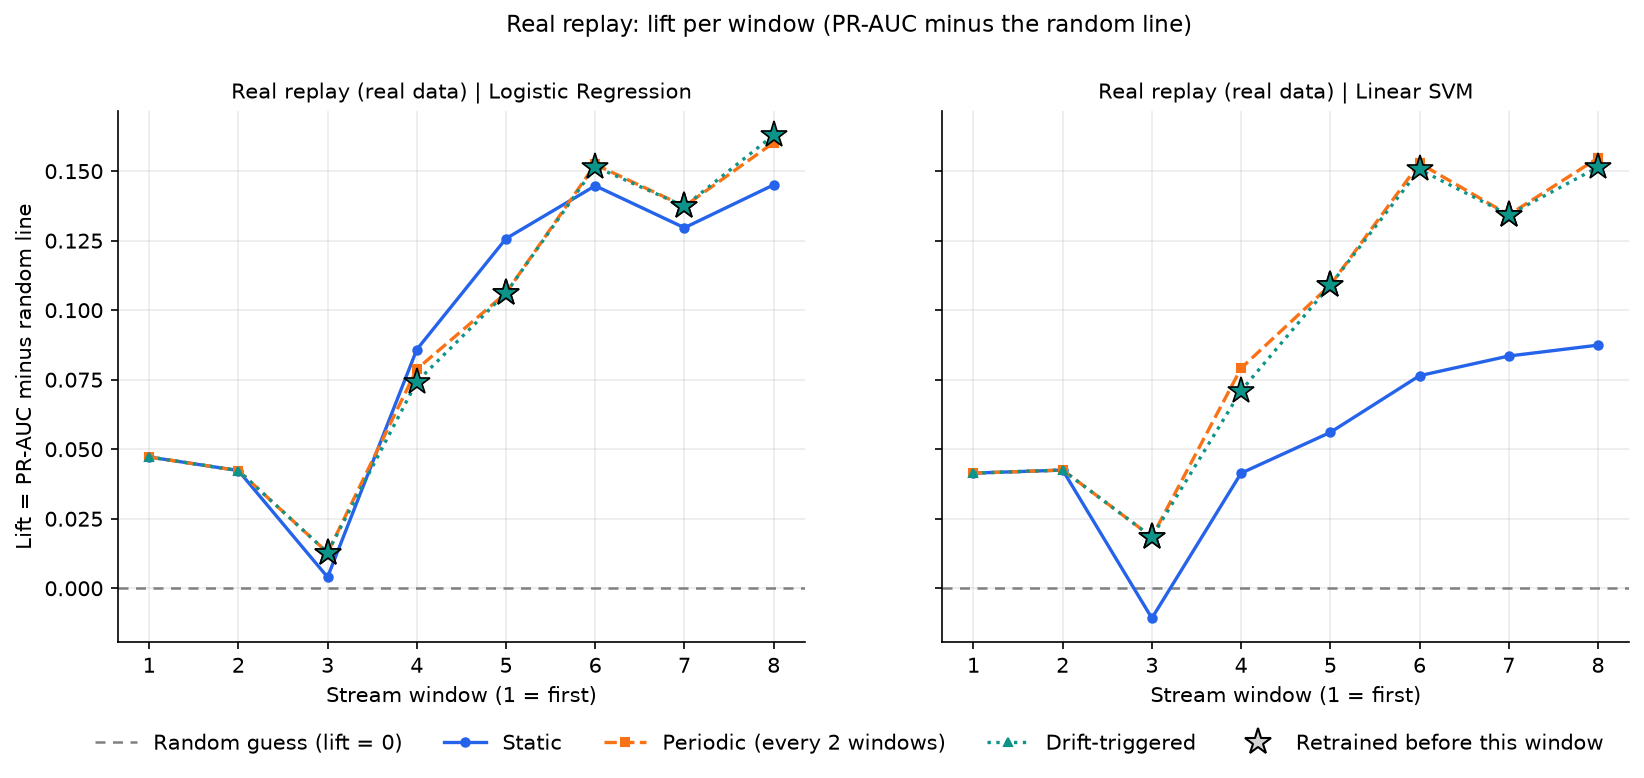 Real replay: lift per window (PR-AUC minus the random line)
Real replay (real data) | Logistic Regression
Lift = PR-AUC minus random line
0.150
0.125
0.100
0.075
0.050
0.025
0.000
1 2 3 4 5 6 7 8
Stream window (1 = first)
Real replay (real data) | Linear SVM
1 2 3 4 5 6 7 8
Stream window (1 = first)
Random guess (lift = 0) Static Periodic (every 2 windows) Drift-triggered Retrained before this window